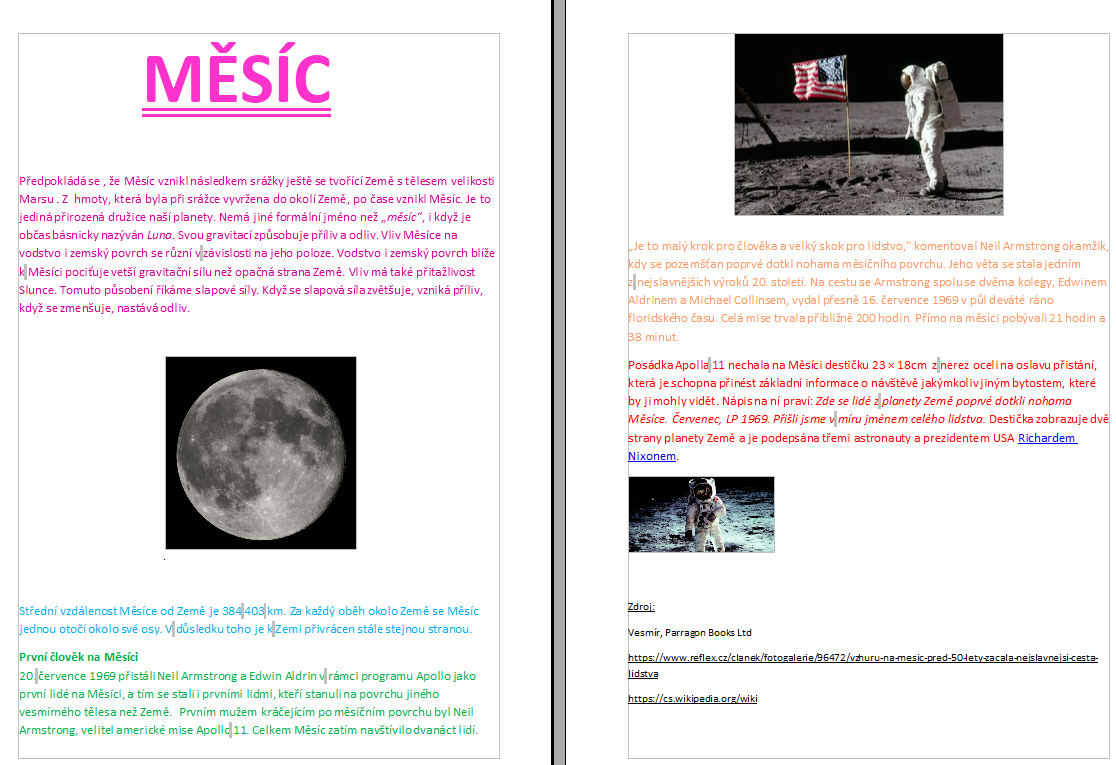 MĚSÍC
Předpokládá se , že Měsíc vznikl následkem srážky ještě se tvořící Země s tělesem velikosti
Marsu . Z  hmoty, která byla při srážce vyvržena do okolí Země, po čase vznikl Měsíc. Je to
jediná přirozená družice naší planety. Nemá jiné formální jméno než „měsíc“, i když je
občas básnicky nazýván Luna. Svou gravitací způsobuje příliv a odliv. Vliv Měsíce na
vodstvo i zemský povrch se různí v závislosti na jeho poloze. Vodstvo i zemský povrch blíže
k Měsíci pociťuje vetší gravitační sílu než opačná strana Země. Vliv má také přitažlivost
Slunce. Tomuto působení říkáme slapové síly. Když se slapová síla zvětšuje, vzniká příliv,
když se zmenšuje, nastává odliv.
.
Střední vzdálenost Měsíce od Země je 384 403 km. Za každý oběh okolo Země se Měsíc
jednou otočí okolo své osy. V důsledku toho je k Zemi přivrácen stále stejnou stranou.
První člověk na Měsíci
20. července 1969 přistáli Neil Armstrong a Edwin Aldrin v rámci programu Apollo jako
první lidé na Měsíci, a tím se stali i prvními lidmi, kteří stanuli na povrchu jiného
vesmírného tělesa než Země.  Prvním mužem kráčejícím po měsíčním povrchu byl Neil
Armstrong, velitel americké mise Apollo 11. Celkem Měsíc zatím navštívilo dvanáct lidí.
„Je to malý krok pro člověka a velký skok pro lidstvo,“ komentoval Neil Armstrong okamžik,
kdy se pozemšťan poprvé dotkl nohama měsíčního povrchu. Jeho věta se stala jedním
z nejslavnějších výroků 20. století. Na cestu se Armstrong spolu se dvěma kolegy, Edwinem
Aldrinem a Michael Collinsem, vydal přesně 16. července 1969 v půl deváté ráno
floridského času. Celá mise trvala přibližně 200 hodin. Přímo na měsíci pobývali 21 hodin a
38 minut.
Posádka Apolla 11 nechala na Měsíci destičku 23 × 18cm  z nerez oceli na oslavu přistání,
která je schopna přinést základní informace o návštěvě jakýmkoliv jiným bytostem, které
by ji mohly vidět. Nápis na ní praví: Zde se lidé z planety Země poprvé dotkli nohama
Měsíce. Červenec, LP 1969. Přišli jsme v míru jménem celého lidstva. Destička zobrazuje dvě
strany planety Země a je podepsána třemi astronauty a prezidentem USA Richardem
Nixonem.
Zdroj:
Vesmír, Parragon Books Ltd
https://www.reflex.cz/clanek/fotogalerie/96472/vzhuru-na-mesic-pred-50-lety-zacala-nejslavnejsi-cesta-
lidstva
https://cs.wikipedia.org/wiki